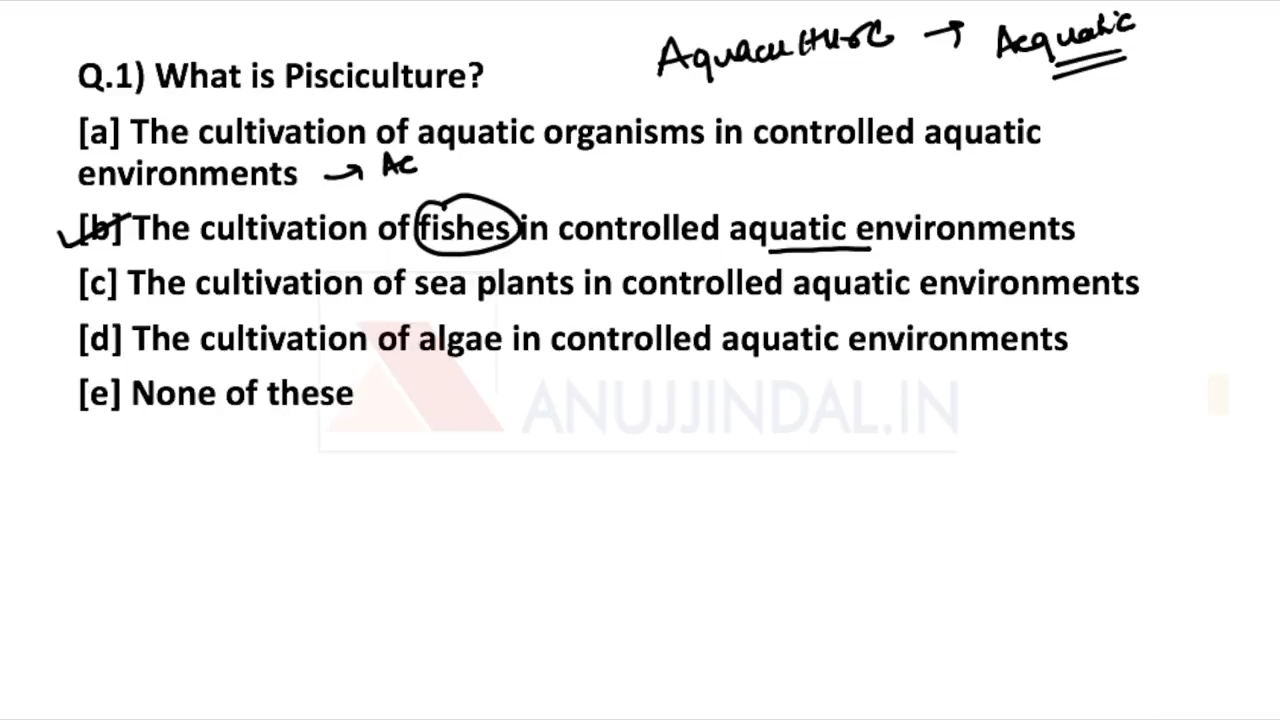 Aquaculture → Acquatic
Q.1) What is Pisciculture?
[a] The cultivation of aquatic organisms in controlled aquatic
environments → AC
[b] The cultivation of fishes in controlled aquatic environments
[c] The cultivation of sea plants in controlled aquatic environments
[d] The cultivation of algae in controlled aquatic environments
[e] None of these
ANUJJINDAL.IN